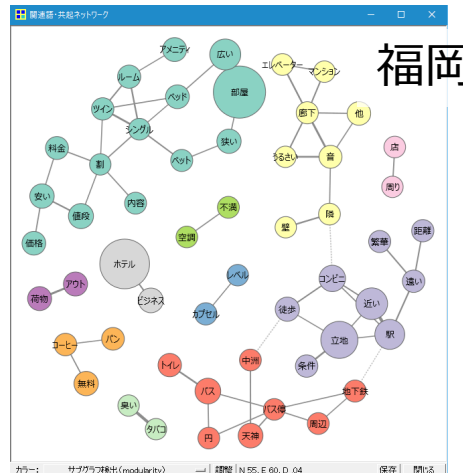 関連語・共起ネットワーク
福岡
アメニティ
広い
ルーム
エレベーター
マンション
ベッド
部屋
ツイン
廊下
他
シングル
狭い
料金
割
ペット
うるさい
音
店
安い
周り
値段
内容
不満
隣
壁
距離
価格
空調
繁華
ホテル
レベル
コンビニ
遠い
アウト
荷物
ビジネス
カプセル
徒歩
近い
コーヒー
パン
立地
駅
トイレ
中洲
条件
無料
バス
地下鉄
臭い
バス停
タバコ
円
天神
周辺
カラー:
サブグラフ検出(modularity)
調整
N 55, E 60, D .04
保存
閉じる